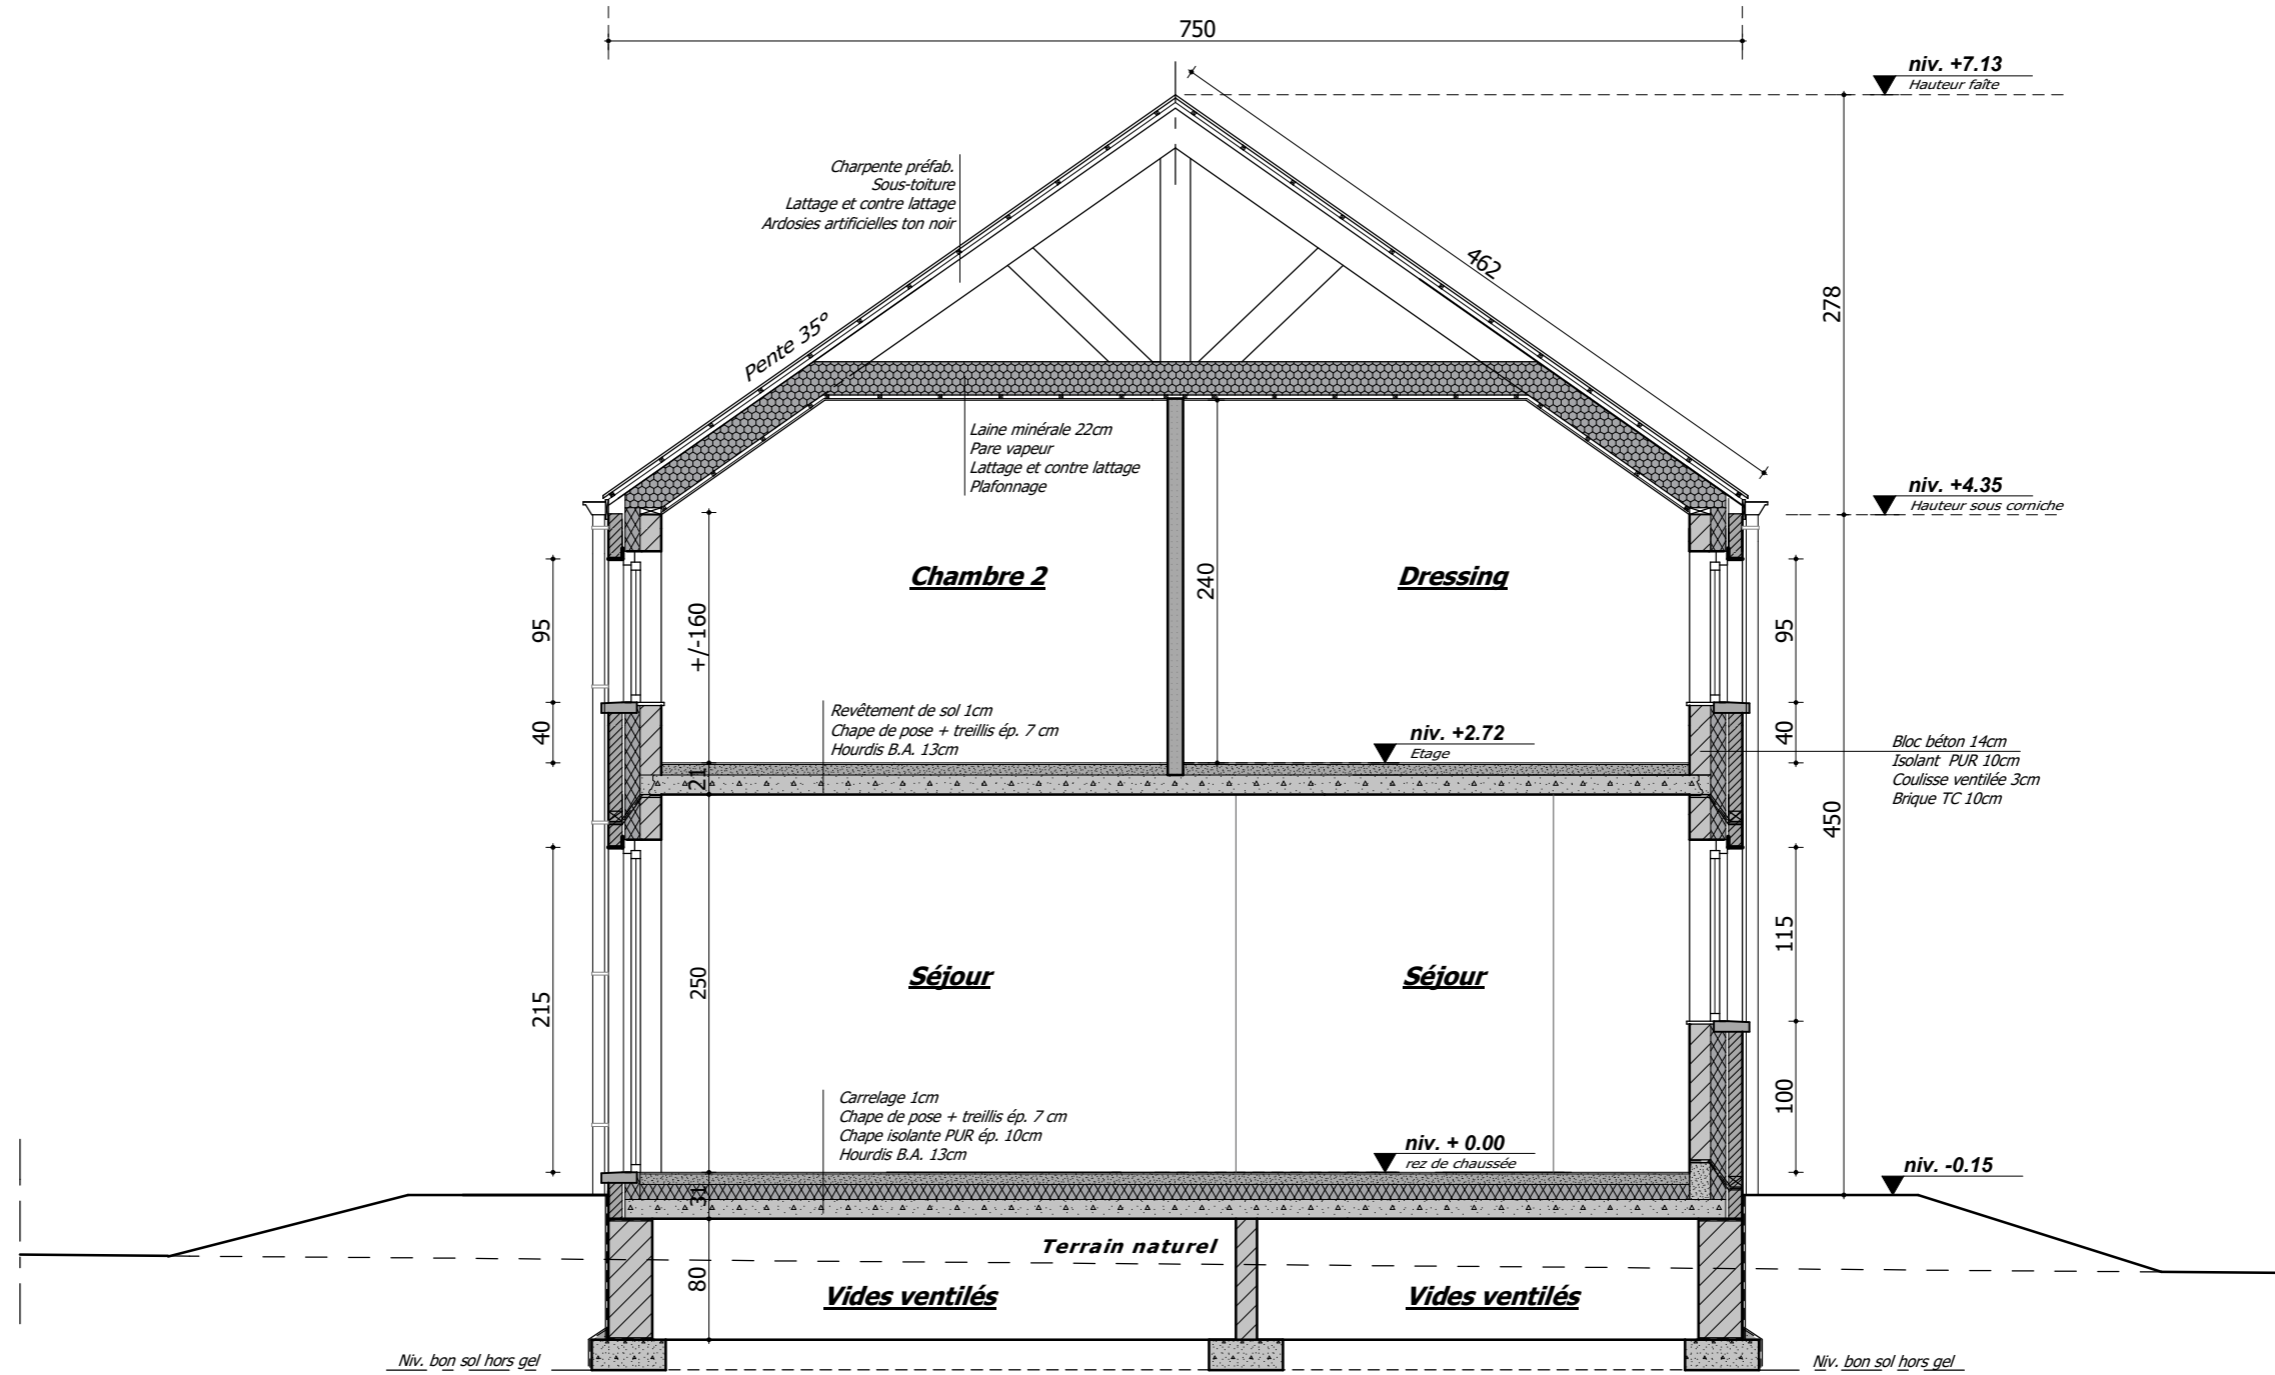 750
niv. +7.13
Hauteur faîte
Charpente préfab.
Sous-toiture
Lattage et contre lattage
Ardosies artificielles ton noir
462
278
Pente 35°
Laine minérale 22cm
Pare vapeur
Lattage et contre lattage
Plafonnage
niv. +4.35
Hauteur sous corniche
Chambre 2
Dressing
240
95
+/-160
95
Revêtement de sol 1cm
Chape de pose + treillis ép. 7 cm
Hourdis B.A. 13cm
niv. +2.72
Etage
40
40
21
Bloc béton 14cm
Isolant PUR 10cm
Coulisse ventilée 3cm
Brique TC 10cm
450
115
Séjour
Séjour
250
215
100
Carrelage 1cm
Chape de pose + treillis ép. 7 cm
Chape isolante PUR ép. 10cm
Hourdis B.A. 13cm
niv. + 0.00
rez de chaussée
niv. -0.15
31
Terrain naturel
80
Vides ventilés
Vides ventilés
Niv. bon sol hors gel
Niv. bon sol hors gel